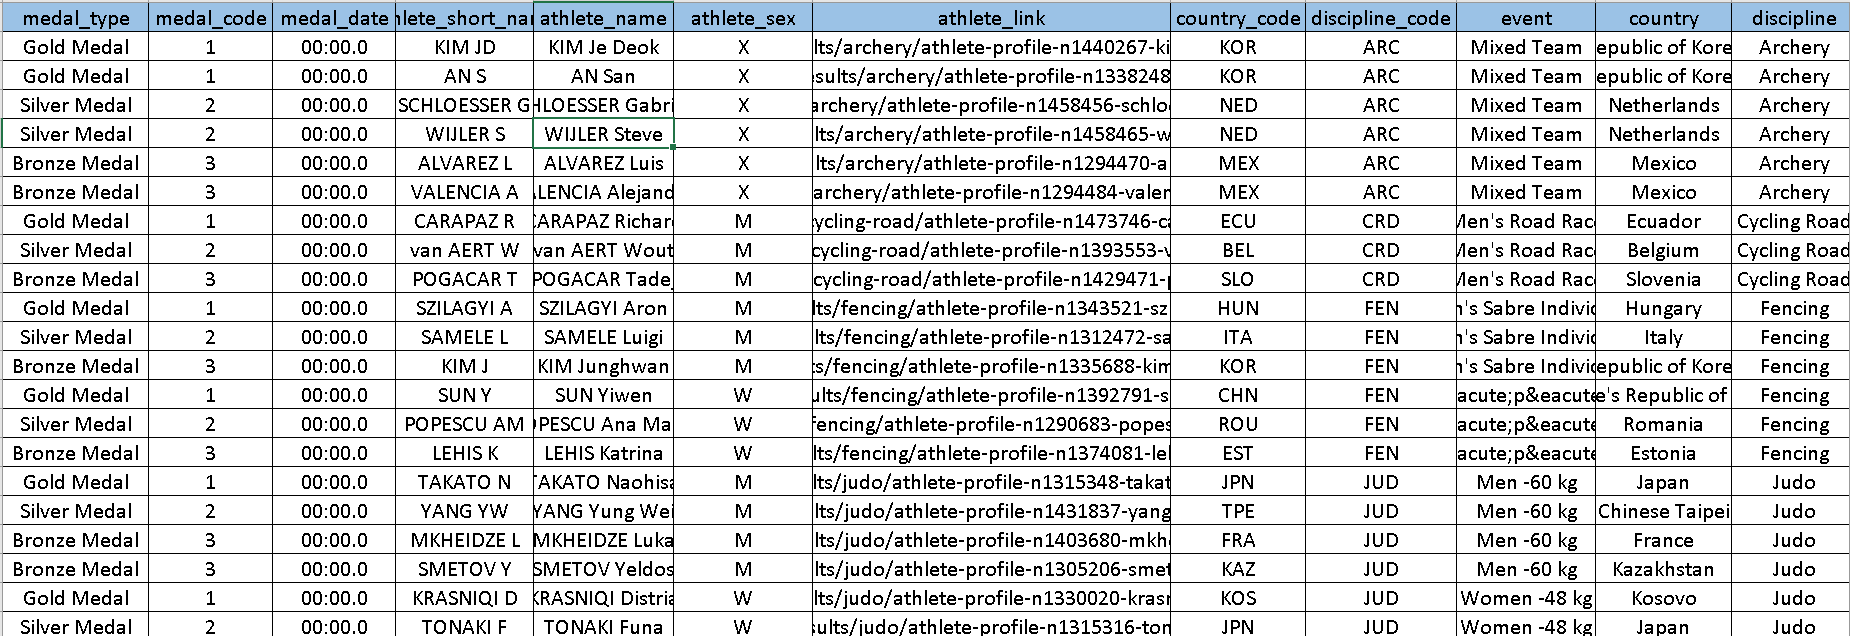 medal_type medal_code medal_date hlete_short_nar athlete_name athlete_sex athlete_link country_code discipline_code event country discipline
Gold Medal 1 00:00.0 KIM JD KIM Je Deok X lts/archery/athlete-profile-n1440267-ki KOR ARC Mixed Team epublic of Kore Archery
Gold Medal 1 00:00.0 AN S AN San X sults/archery/athlete-profile-n1338248 KOR ARC Mixed Team epublic of Kore Archery
Silver Medal 2 00:00.0 SCHLOESSER G HLOESSER Gabri X archery/athlete-profile-n1458456-schlo NED ARC Mixed Team Netherlands Archery
Silver Medal 2 00:00.0 WIJLER S WIJLER Steve X lts/archery/athlete-profile-n1458465-w NED ARC Mixed Team Netherlands Archery
Bronze Medal 3 00:00.0 ALVAREZ L ALVAREZ Luis X lts/archery/athlete-profile-n1294470-a MEX ARC Mixed Team Mexico Archery
Bronze Medal 3 00:00.0 VALENCIA A LENCIA Alejand X archery/athlete-profile-n1294484-valen MEX ARC Mixed Team Mexico Archery
Gold Medal 1 00:00.0 CARAPAZ R CARAPAZ Richar M cycling-road/athlete-profile-n1473746-ca ECU CRD Men's Road Rac Ecuador Cycling Road
Silver Medal 2 00:00.0 van AERT W van AERT Wout M cycling-road/athlete-profile-n1393553-v BEL CRD Men's Road Rac Belgium Cycling Road
Bronze Medal 3 00:00.0 POGACAR T POGACAR Tade M cycling-road/athlete-profile-n1429471- SLO CRD Men's Road Rac Slovenia Cycling Road
Gold Medal 1 00:00.0 SZILAGYI A SZILAGYI Aron M lts/fencing/athlete-profile-n1343521-sz HUN FEN n's Sabre Indivic Hungary Fencing
Silver Medal 2 00:00.0 SAMELE L SAMELE Luigi M lts/fencing/athlete-profile-n1312472-sa ITA FEN n's Sabre Indivic Italy Fencing
Bronze Medal 3 00:00.0 KIM J KIM Junghwan M ts/fencing/athlete-profile-n1335688-kim KOR FEN n's Sabre Indivic epublic of Kore Fencing
Gold Medal 1 00:00.0 SUN Y SUN Yiwen W ults/fencing/athlete-profile-n1392791-s CHN FEN acute;p&eacute e's Republic of Fencing
Silver Medal 2 00:00.0 POPESCU AM OPESCU Ana Ma W fencing/athlete-profile-n1290683-popes ROU FEN acute;p&eacute Romania Fencing
Bronze Medal 3 00:00.0 LEHIS K LEHIS Katrina W lts/fencing/athlete-profile-n1374081-le EST FEN acute;p&eacute Estonia Fencing
Gold Medal 1 00:00.0 TAKATO N TAKATO Naohisa M lts/judo/athlete-profile-n1315348-takat JPN JUD Men -60 kg Japan Judo
Silver Medal 2 00:00.0 YANG YW YANG Yung Wei M lts/judo/athlete-profile-n1431837-yang TPE JUD Men -60 kg Chinese Taipei Judo
Bronze Medal 3 00:00.0 MKHEIDZE L MKHEIDZE Luka M lts/judo/athlete-profile-n1403680-mkh FRA JUD Men -60 kg France Judo
Bronze Medal 3 00:00.0 SMETOV Y SMETOV Yeldos M lts/judo/athlete-profile-n1305206-smet KAZ JUD Men -60 kg Kazakhstan Judo
Gold Medal 1 00:00.0 KRASNIQI D KRASNIQI Distria W lts/judo/athlete-profile-n1330020-krasn KOS JUD Women -48 kg Kosovo Judo
Silver Medal 2 00:00.0 TONAKI F TONAKI Funa W sults/judo/athlete-profile-n1315316-ton JPN JUD Women -48 kg Japan Judo